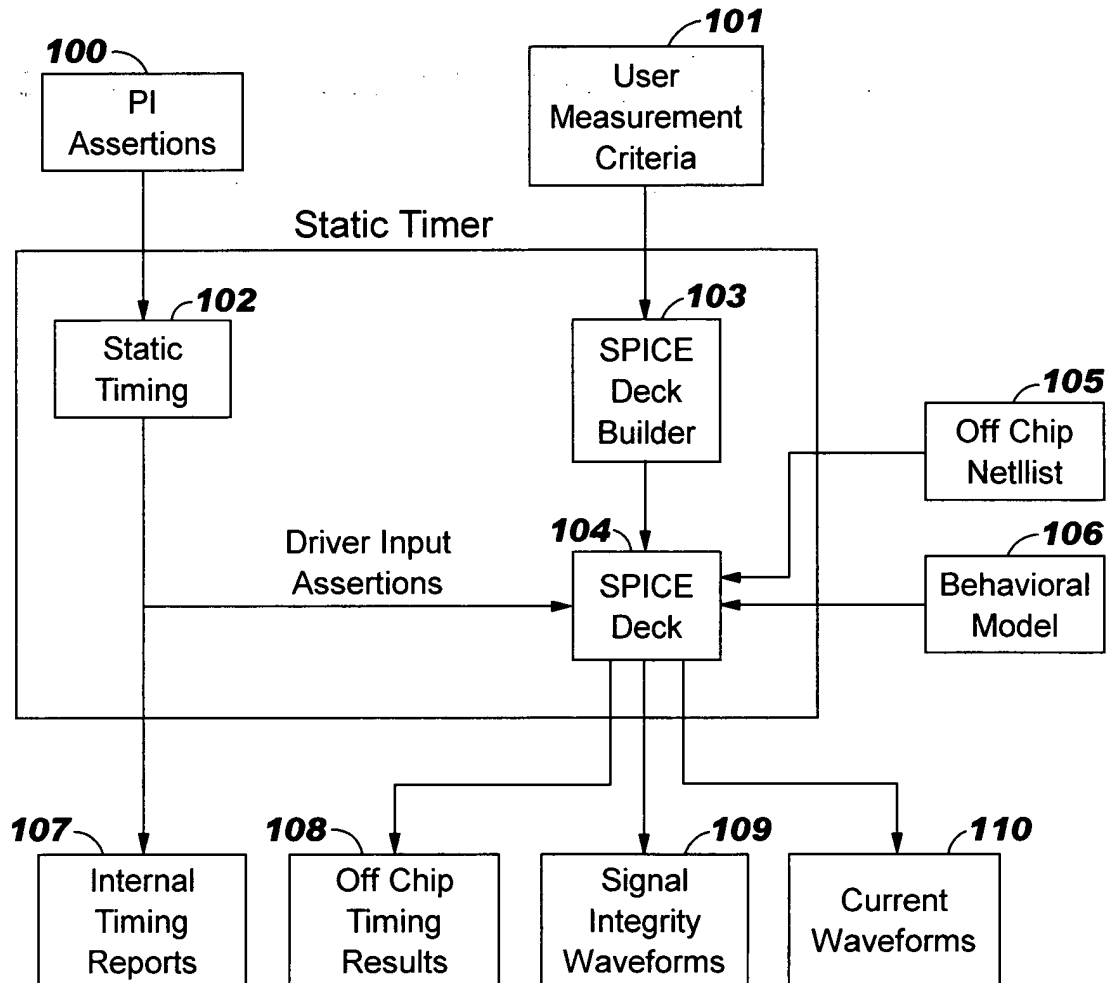 100
PI
Assertions
101
User
Measurement
Criteria
Static Timer
102
Static
Timing
103
SPICE
Deck
Builder
105
Off Chip
Netllist
Driver Input
Assertions
104
SPICE
Deck
106
Behavioral
Model
107
Internal
Timing
Reports
108
Off Chip
Timing
Results
109
Signal
Integrity
Waveforms
110
Current
Waveforms